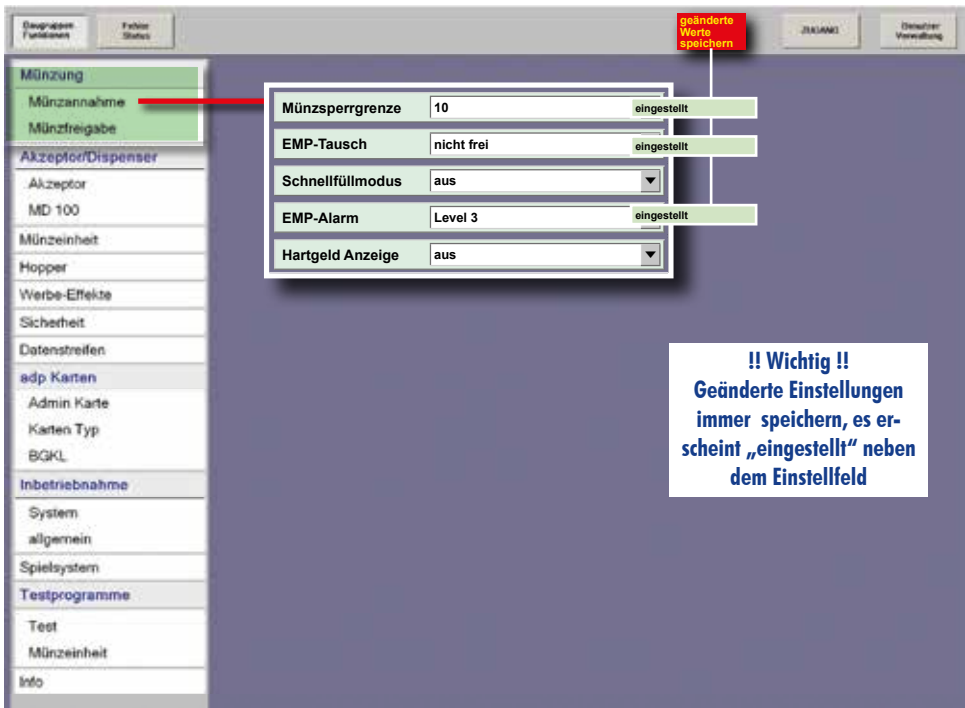 Baugruppen
Funktionen
Fehler
Status
geänderte
Werte
speichern
ZUGANG
Benutzer
Verwaltung
Münzung
Münzannahme
Münzfreigabe
Akzeptor/Dispenser
Akzeptor
MD 100
Münzeinheit
Hopper
Werbe-Effekte
Sicherheit
Datenstreifen
adp Karten
Admin Karte
Karten Typ
BGKL
Inbetriebnahme
System
allgemein
Spielsystem
Testprogramme
Test
Münzeinheit
Info
Münzsperrgrenze 10 eingestellt
EMP-Tausch nicht frei eingestellt
Schnellfüllmodus aus
EMP-Alarm Level 3 eingestellt
Hartgeld Anzeige aus
!! Wichtig !!
Geänderte Einstellungen
immer speichern, es er-
scheint „eingestellt“ neben
dem Einstellfeld